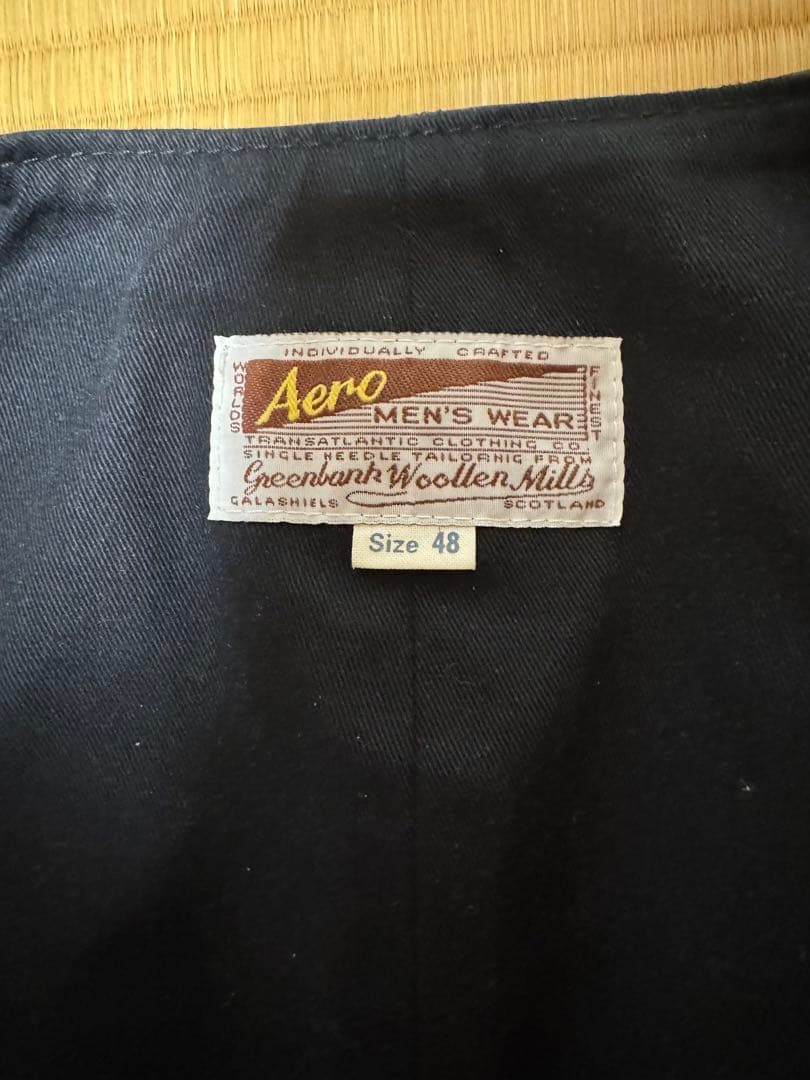 INDIVIDUALLY CRAFTED
WORLDS
Aero
MEN'S WEAR
FINEST
TRANSATLANTIC CLOTHING CO.
SINGLE NEEDLE TAILORNIG FROM
Greenbank Woollen Mills
GALASHIELS SCOTLAND
Size 48